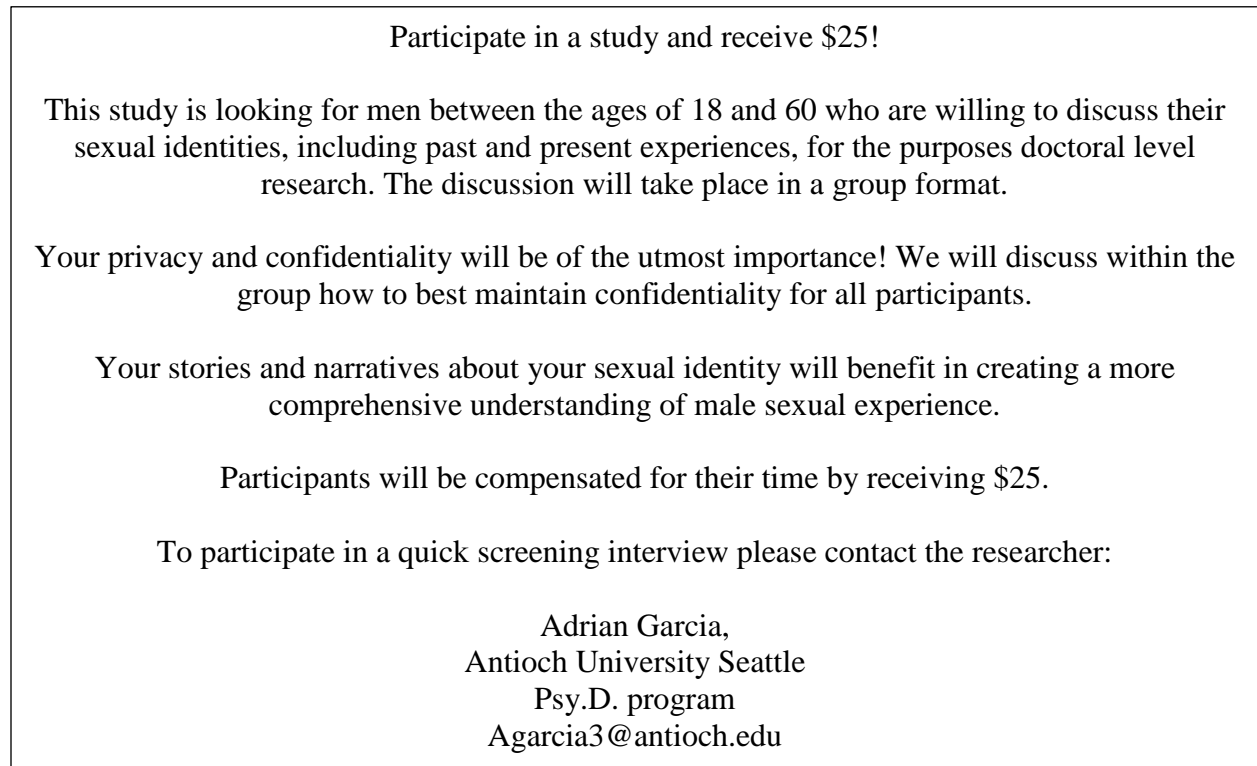 Participate in a study and receive $25!
This study is looking for men between the ages of 18 and 60 who are willing to discuss their
sexual identities, including past and present experiences, for the purposes doctoral level
research. The discussion will take place in a group format.
Your privacy and confidentiality will be of the utmost importance! We will discuss within the
group how to best maintain confidentiality for all participants.
Your stories and narratives about your sexual identity will benefit in creating a more
comprehensive understanding of male sexual experience.
Participants will be compensated for their time by receiving $25.
To participate in a quick screening interview please contact the researcher:
Adrian Garcia,
Antioch University Seattle
Psy.D. program
Agarcia3@antioch.edu